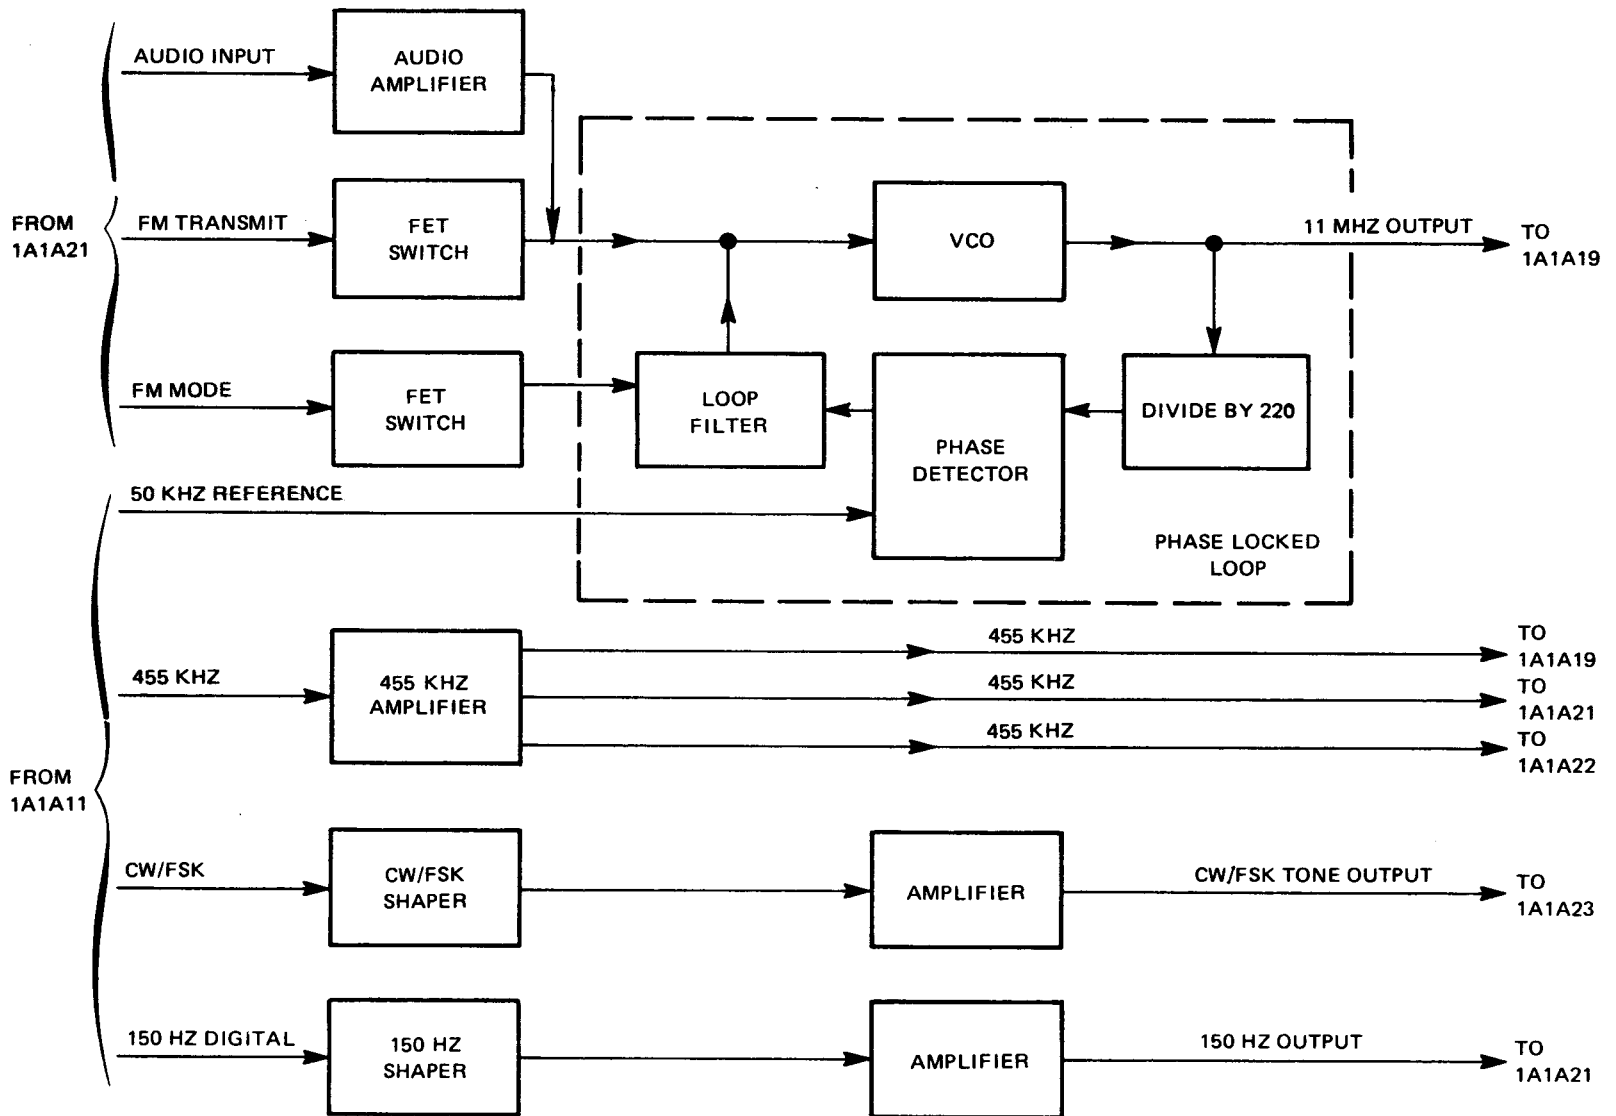 AUDIO INPUT
AUDIO
AMPLIFIER
FROM
1A1A21
FM TRANSMIT
FET
SWITCH
VCO
11 MHZ OUTPUT
TO
1A1A19
FM MODE
FET
SWITCH
LOOP
FILTER
PHASE
DETECTOR
DIVIDE BY 220
50 KHZ REFERENCE
PHASE LOCKED
LOOP
FROM
1A1A11
455 KHZ
455 KHZ
AMPLIFIER
455 KHZ
TO
1A1A19
455 KHZ
TO
1A1A21
455 KHZ
TO
1A1A22
CW/FSK
CW/FSK
SHAPER
AMPLIFIER
CW/FSK TONE OUTPUT
TO
1A1A23
150 HZ DIGITAL
150 HZ
SHAPER
AMPLIFIER
150 HZ OUTPUT
TO
1A1A21